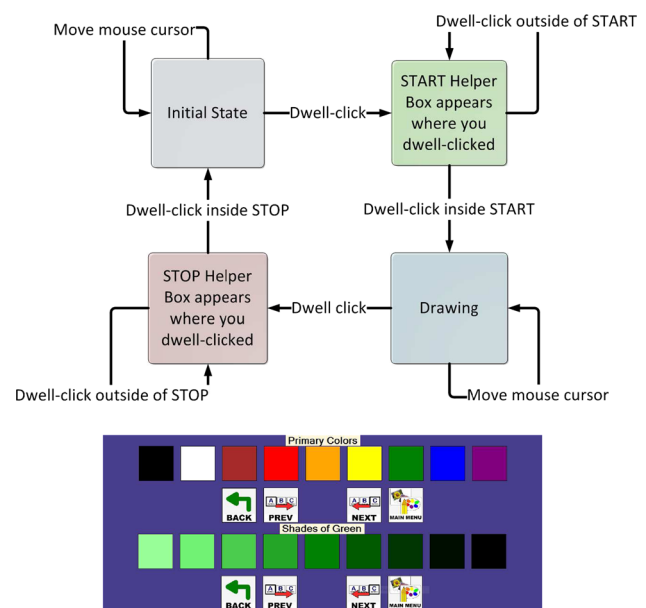 Dwell-click outside of START
Move mouse cursor
START Helper
Box appears
where you
dwell-clicked
Initial State
Dwell-click
Dwell-click inside STOP
Dwell-click inside START
STOP Helper
Box appears
where you
dwell-clicked
Dwell click
Drawing
Dwell-click outside of STOP
Move mouse cursor
Primary Colors
A B C
A B C
BACK
PREV
NEXT
MAIN MENU
Shades of Green
A B C
A B C
BACK
PREV
NEXT
MAIN MENU